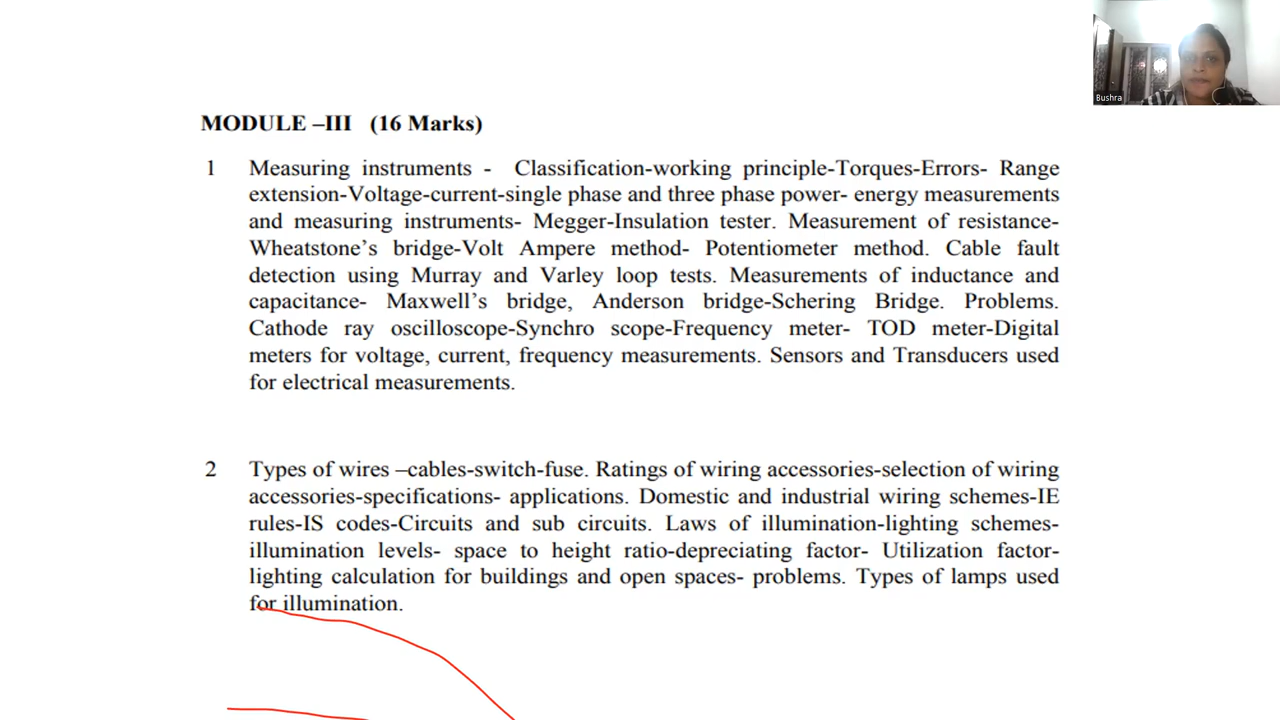 Bushra
MODULE –III (16 Marks)
1 Measuring instruments - Classification-working principle-Torques-Errors- Range
extension-Voltage-current-single phase and three phase power- energy measurements
and measuring instruments- Megger-Insulation tester. Measurement of resistance-
Wheatstone’s bridge-Volt Ampere method- Potentiometer method. Cable fault
detection using Murray and Varley loop tests. Measurements of inductance and
capacitance- Maxwell’s bridge, Anderson bridge-Schering Bridge. Problems.
Cathode ray oscilloscope-Synchro scope-Frequency meter- TOD meter-Digital
meters for voltage, current, frequency measurements. Sensors and Transducers used
for electrical measurements.
2 Types of wires –cables-switch-fuse. Ratings of wiring accessories-selection of wiring
accessories-specifications- applications. Domestic and industrial wiring schemes-IE
rules-IS codes-Circuits and sub circuits. Laws of illumination-lighting schemes-
illumination levels- space to height ratio-depreciating factor- Utilization factor-
lighting calculation for buildings and open spaces- problems. Types of lamps used
for illumination.